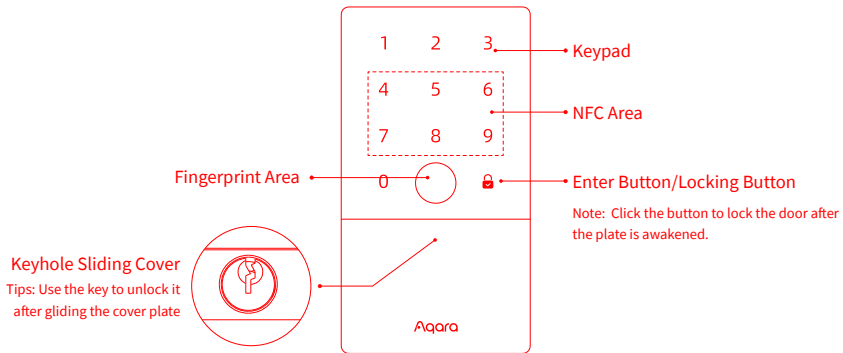 1 2 3
Keypad
4 5 6
NFC Area
7 8 9
Fingerprint Area
0
Enter Button/Locking Button
Note: Click the button to lock the door after
the plate is awakened.
Keyhole Sliding Cover
Tips: Use the key to unlock it
after gliding the cover plate
Aqara